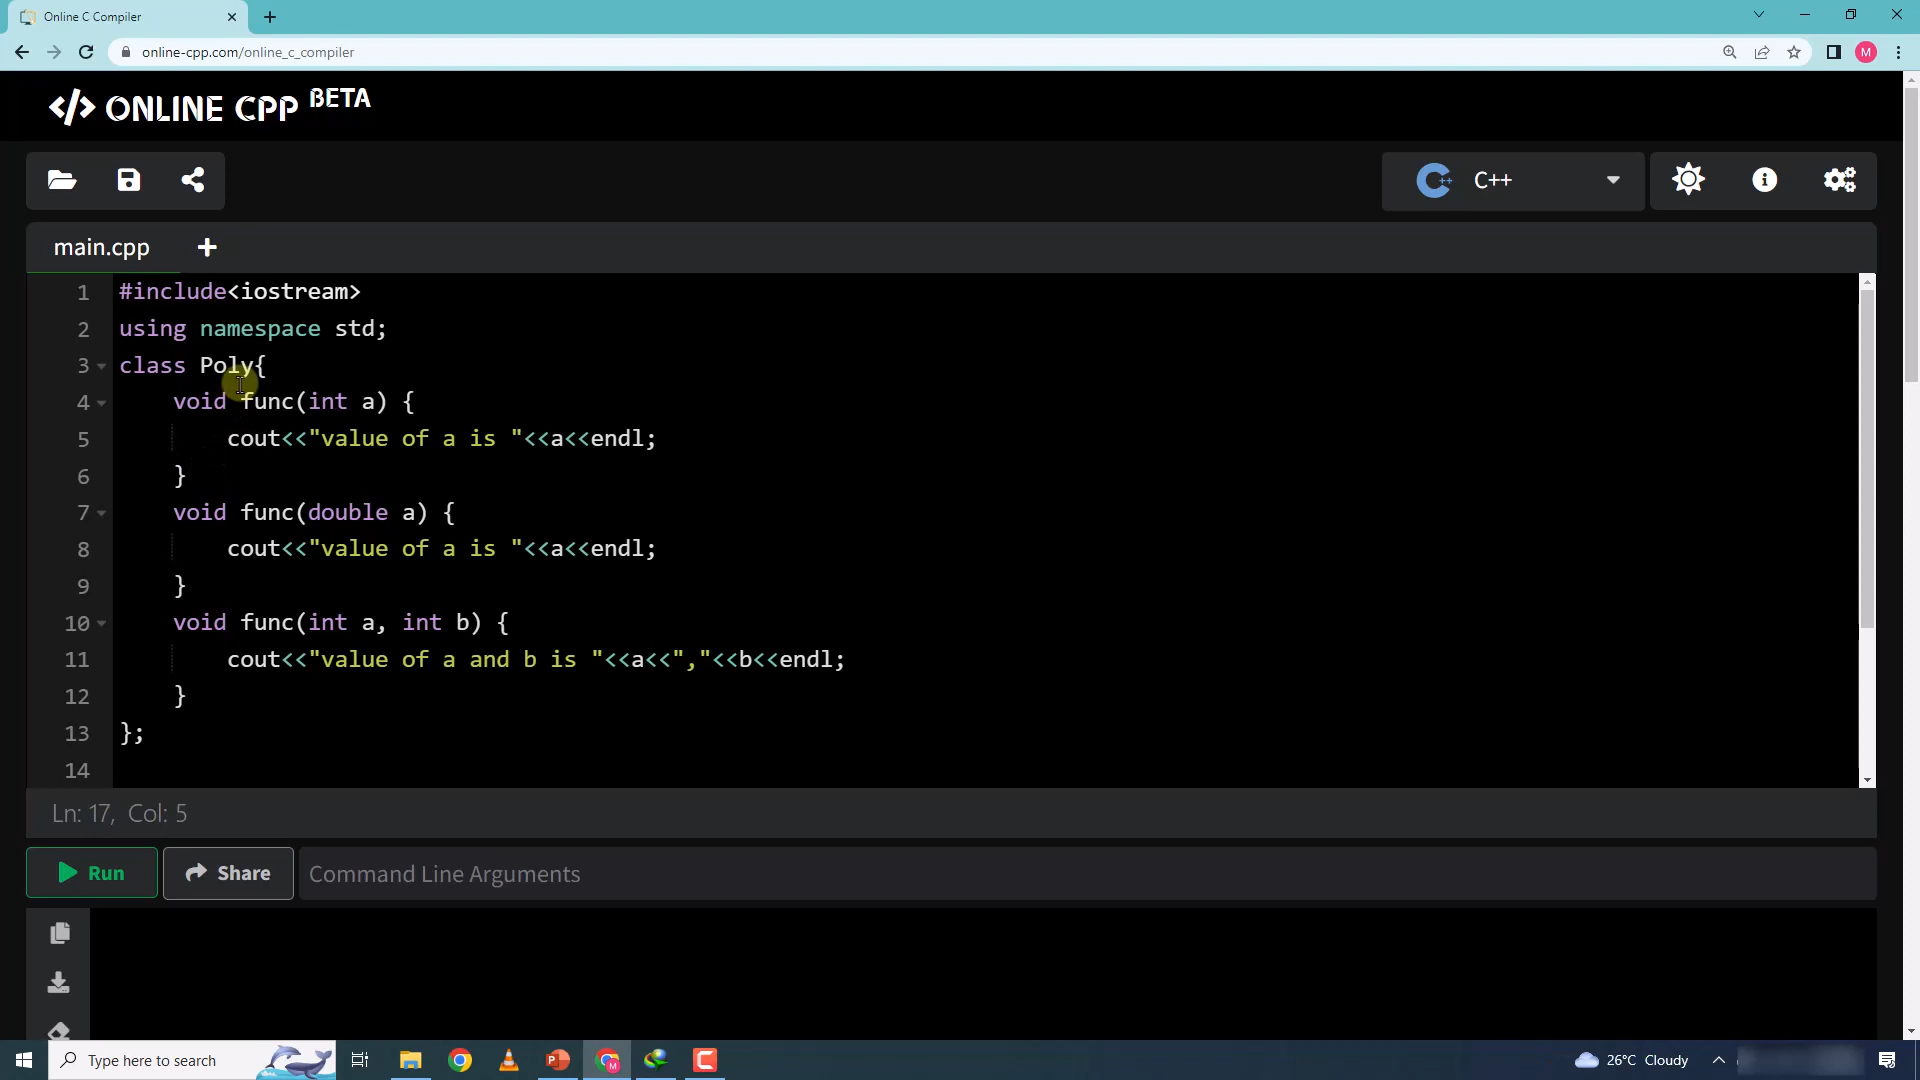 Online C Compiler
online-cpp.com/online_c_compiler
M
</> ONLINE CPP BETA
C++
main.cpp +
1 #include<iostream>
2 using namespace std;
3 class Poly{
4 void func(int a) {
5 cout<<"value of a is "<<a<<endl;
6 }
7 void func(double a) {
8 cout<<"value of a is "<<a<<endl;
9 }
10 void func(int a, int b) {
11 cout<<"value of a and b is "<<a<<","<<b<<endl;
12 }
13 };
14
Ln: 17, Col: 5
Run Share Command Line Arguments
Type here to search 26°C Cloudy